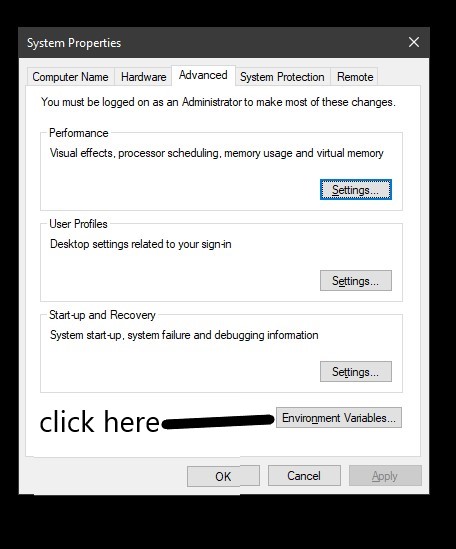 System Properties
Computer Name Hardware Advanced System Protection Remote
You must be logged on as an Administrator to make most of these changes.
Performance
Visual effects, processor scheduling, memory usage and virtual memory
Settings...
User Profiles
Desktop settings related to your sign-in
Settings...
Start-up and Recovery
System start-up, system failure and debugging information
Settings...
click here Environment Variables...
OK Cancel Apply